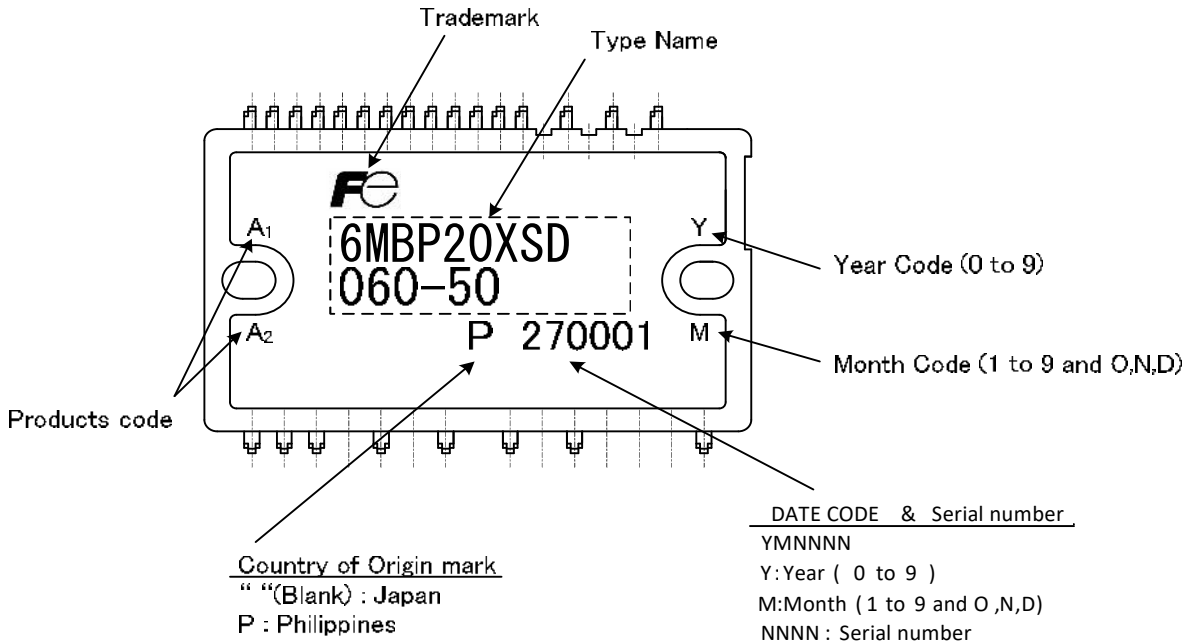 Trademark
Type Name
Fe
A1
6MBP20XSD
060-50
Y
Year Code (0 to 9)
A2
P 270001
M
Month Code (1 to 9 and O,N,D)
Products code
Country of Origin mark
“ “(Blank) : Japan
P : Philippines
DATE CODE & Serial number
YMNNNN
Y:Year ( 0 to 9 )
M:Month ( 1 to 9 and O ,N,D)
NNNN : Serial number